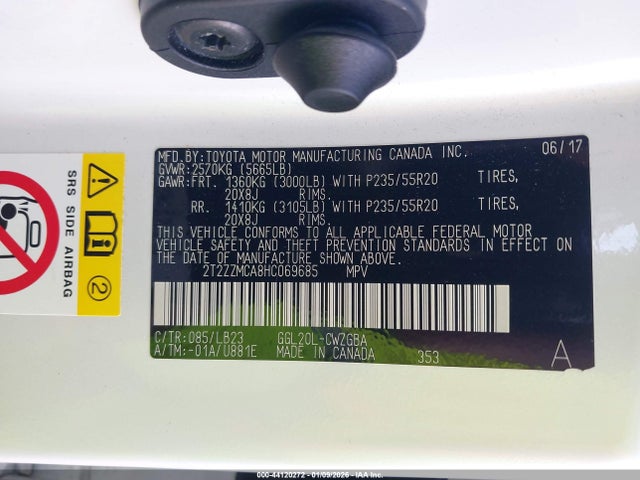 MFD.BY:TOYOTA MOTOR MANUFACTURING CANADA INC. 06/17
GVWR:2570KG (5665LB)
GAWR:FRT. 1360KG (3000LB) WITH P235/55R20 TIRES,
20X8J RIMS,
RR. 1410KG (3105LB) WITH P235/55R20 TIRES,
20X8J RIMS.
THIS VEHICLE CONFORMS TO ALL APPLICABLE FEDERAL MOTOR
VEHICLE SAFETY AND THEFT PREVENTION STANDARDS IN EFFECT ON
THE DATE OF MANUFACTURE SHOWN ABOVE.
2T2ZZMCA8HC069685 MPV
C/TR:085/LB23 GGL20L-CWZGBA
A/TM:-01A/U881E MADE IN CANADA 353 A
SRS SIDE AIRBAG
2
000-44120272 - 01/09/2026 - IAA Inc.